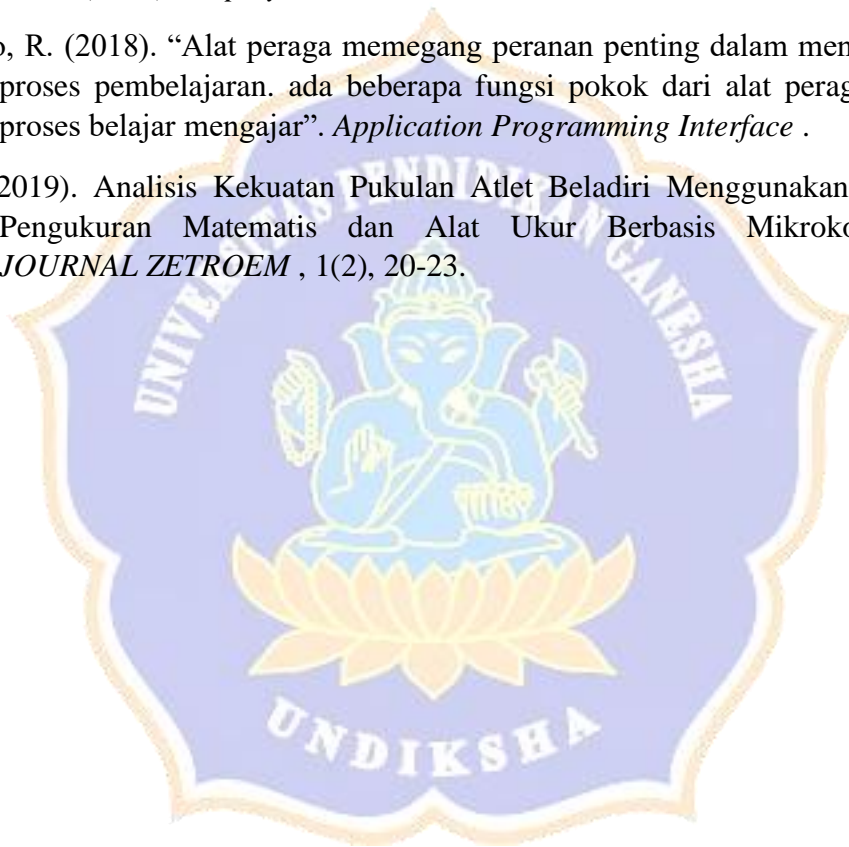 o, R. (2018). “Alat peraga memegang peranan penting dalam men
proses pembelajaran. ada beberapa fungsi pokok dari alat perag
proses belajar mengajar”. Application Programming Interface .
2019). Analisis Kekuatan Pukulan Atlet Beladiri Menggunakan
Pengukuran Matematis dan Alat Ukur Berbasis Mikroko
JOURNAL ZETROEM , 1(2), 20-23.
UNIVERSITAS PENDIDIKAN GANESHA
UNDIKSHA